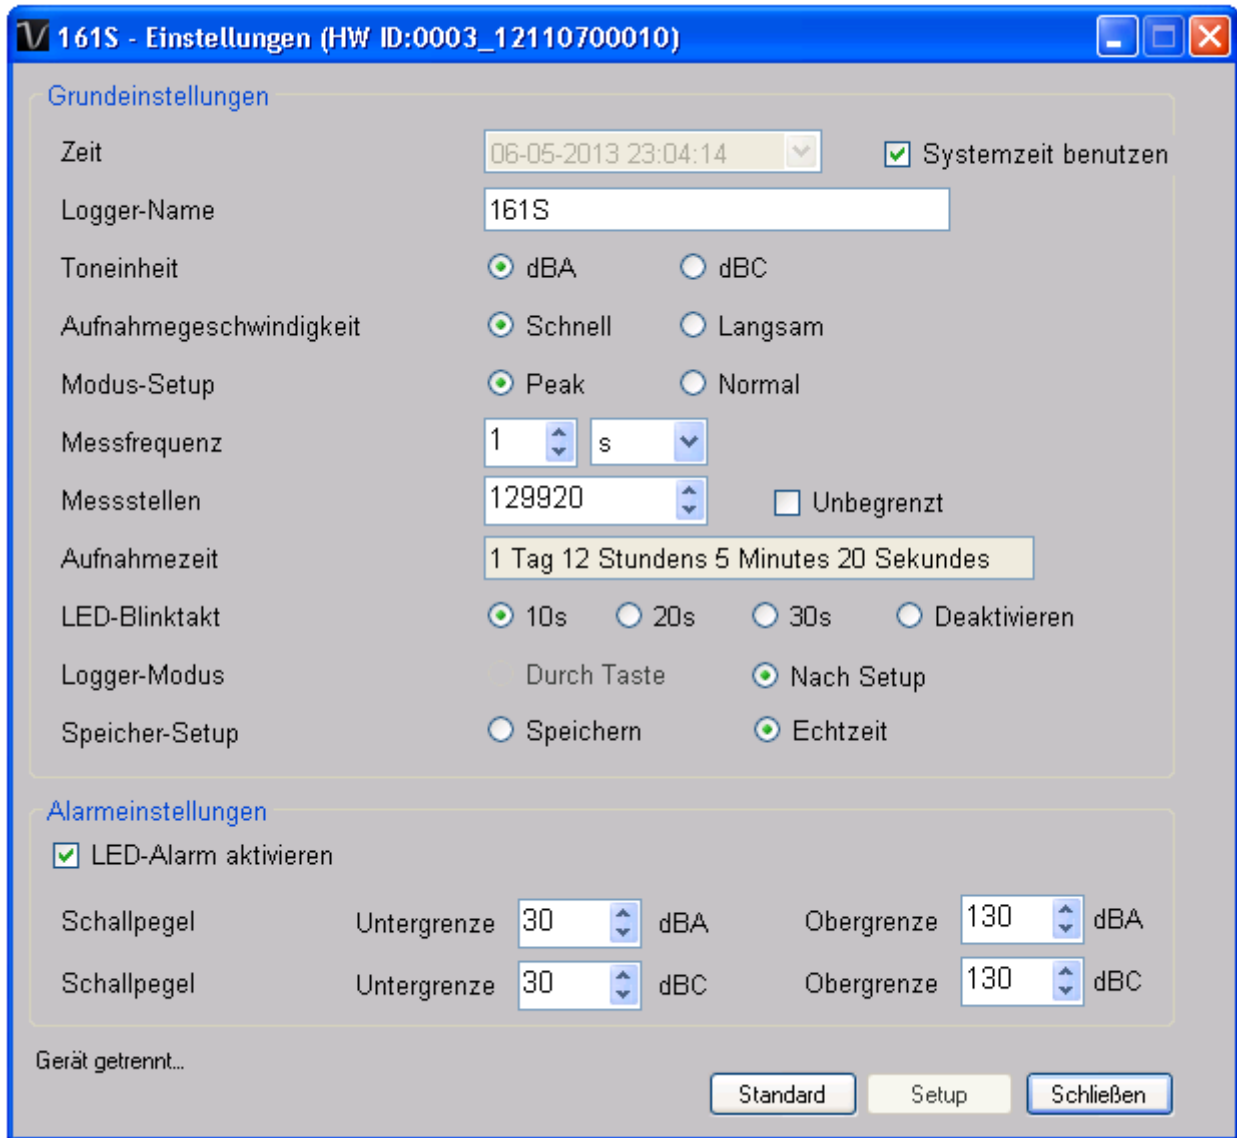 161S - Einstellungen (HW ID:0003_12110700010)
Grundeinstellungen
Zeit 06-05-2013 23:04:14 Systemzeit benutzen
Logger-Name 161S
Toneinheit dBA dBC
Aufnahmegeschwindigkeit Schnell Langsam
Modus-Setup Peak Normal
Messfrequenz 1 s
Messstellen 129920 Unbegrenzt
Aufnahmezeit 1 Tag 12 Stundens 5 Minutes 20 Sekundes
LED-Blinktakt 10s 20s 30s Deaktivieren
Logger-Modus Durch Taste Nach Setup
Speicher-Setup Speichern Echtzeit
Alarmeinstellungen
LED-Alarm aktivieren
Schallpegel Untergrenze 30 dBA Obergrenze 130 dBA
Schallpegel Untergrenze 30 dBC Obergrenze 130 dBC
Gerät getrennt...
Standard Setup Schließen